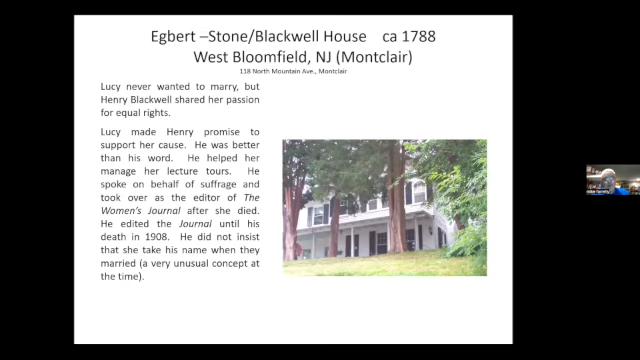 Egbert –Stone/Blackwell House ca 1788
West Bloomfield, NJ (Montclair)
118 North Mountain Ave., Montclair
Lucy never wanted to marry, but
Henry Blackwell shared her passion
for equal rights.
Lucy made Henry promise to
support her cause. He was better
than his word. He helped her
manage her lecture tours. He
spoke on behalf of suffrage and
took over as the editor of The
Women's Journal after she died.
He edited the Journal until his
death in 1908. He did not insist
that she take his name when they
married (a very unusual concept at
the time).